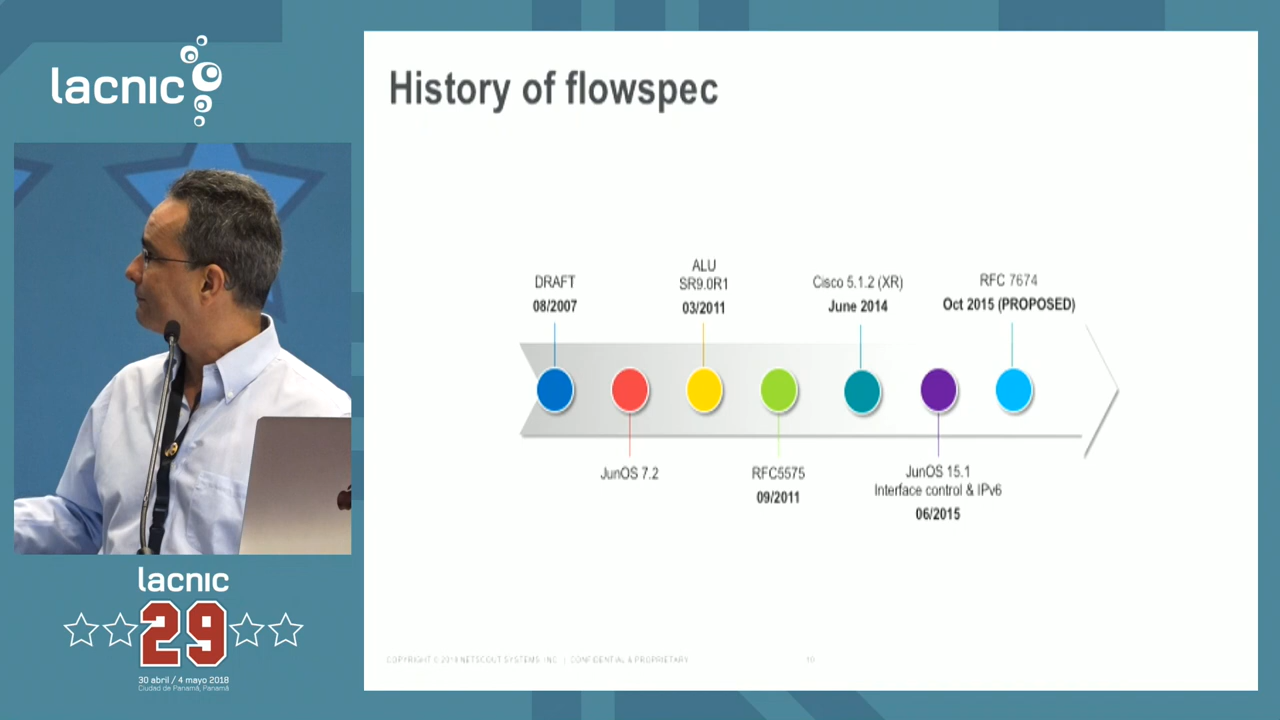 lacnic
History of flowspec
DRAFT
08/2007
ALU
SR9.0R1
03/2011
Cisco 5.1.2 (XR)
June 2014
RFC 7674
Oct 2015 (PROPOSED)
JunOS 7.2
RFC5575
09/2011
JunOS 15.1
Interface control & IPv6
06/2015
COPYRIGHT © 2018 NETSCOUT SYSTEMS, INC. | CONFIDENTIAL & PROPRIETARY
10
lacnic
29
30 abril / 4 mayo 2018
Ciudad de Panamá, Panamá